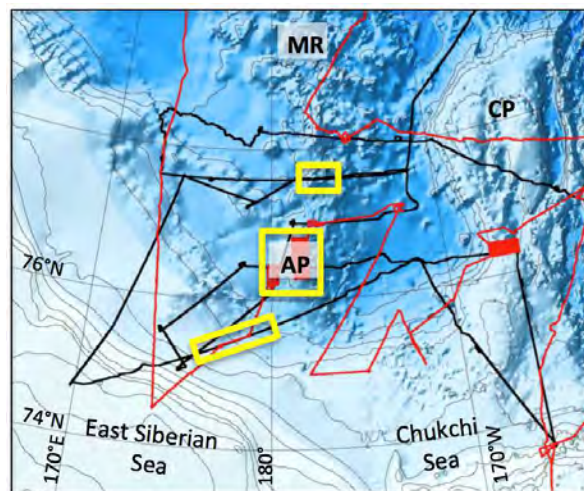 MR
CP
AP
76°N
74°N
170°E
East Siberian
Sea
180°
Chukchi
Sea
170°W